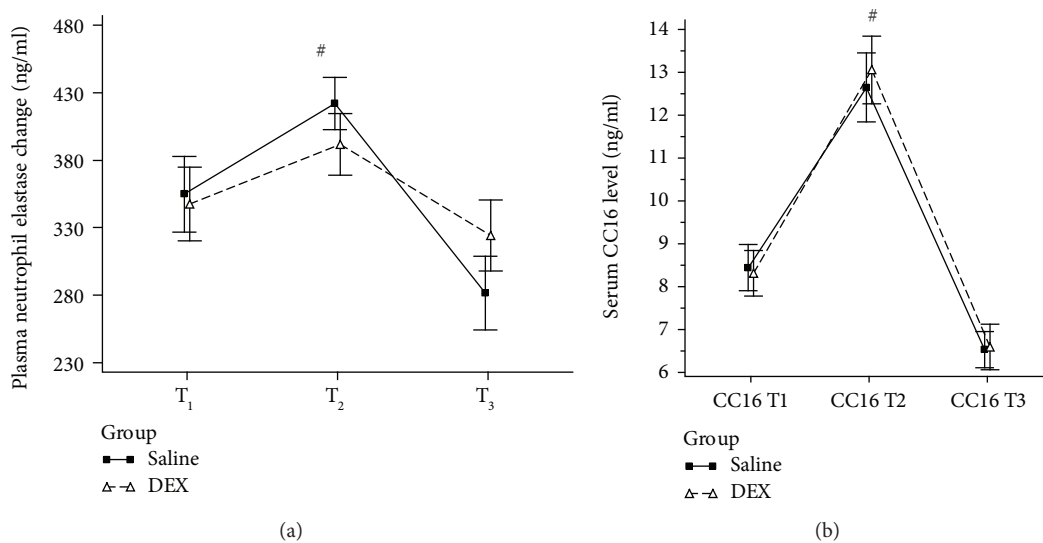 Plasma neutrophil elastase change (ng/ml)
480
430
380
330
280
230
#
T1
T2
T3
Group
Saline
DEX
(a)
Serum CC16 level (ng/ml)
14
13
12
11
10
9
8
7
6
#
CC16 T1
CC16 T2
CC16 T3
Group
Saline
DEX
(b)